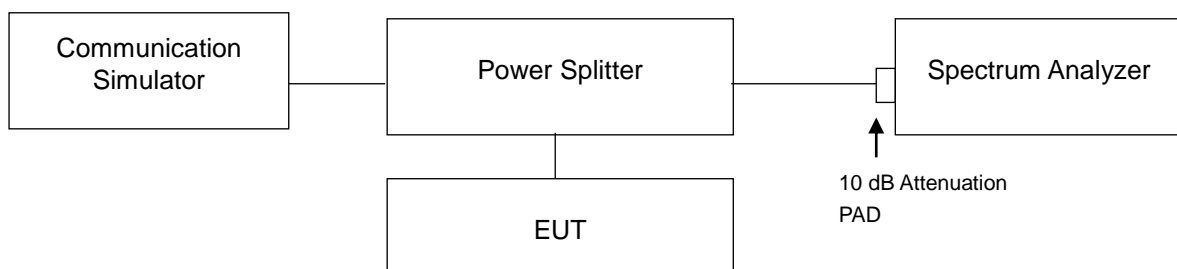 Communication
Simulator
Power Splitter
Spectrum Analyzer
10 dB Attenuation
PAD
EUT